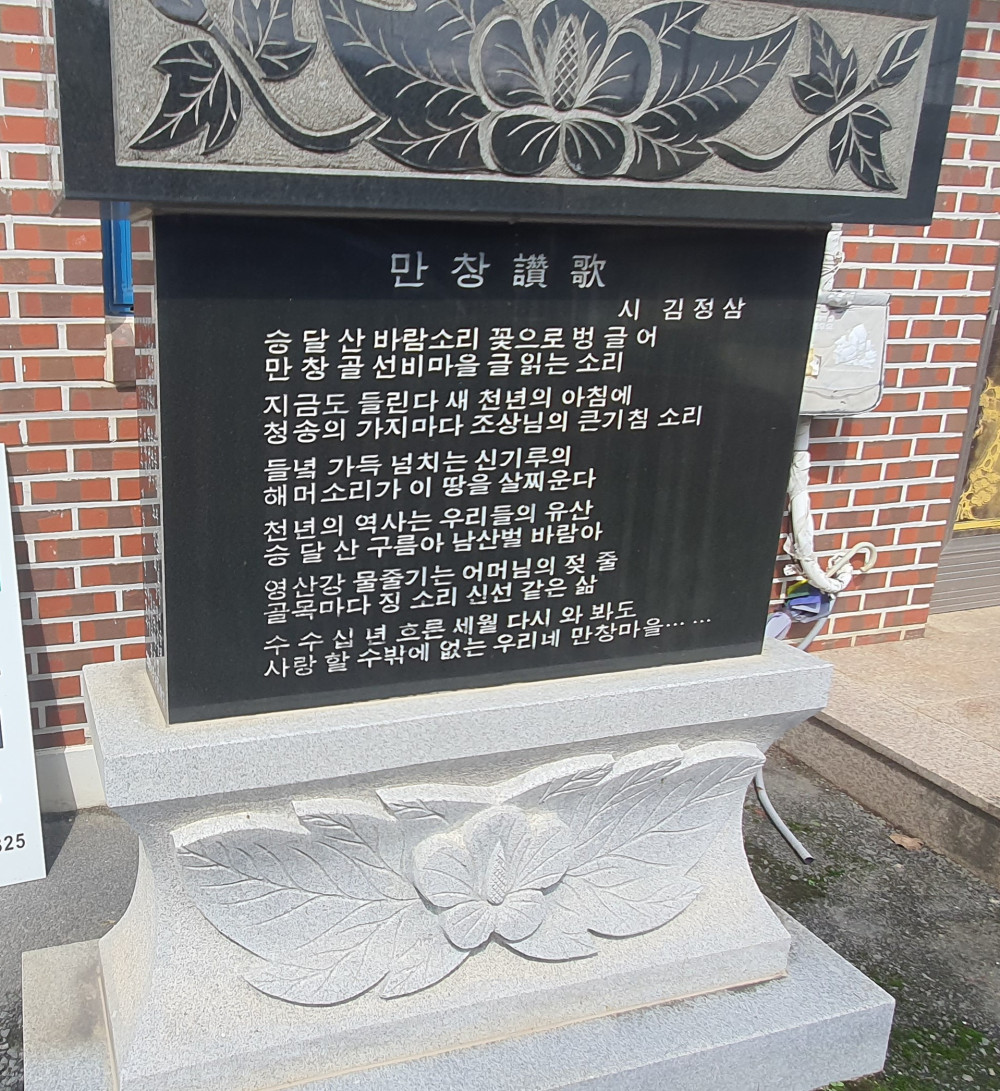 만창讚歌
시 김정삼
승달산 바람소리 꽃으로 벙글어
만창골 선비마을 글 읽는 소리
지금도 들린다 새 천년의 아침에
청송의 가지마다 조상님의 큰기침 소리
들녘 가득 넘치는 신기루의
해머소리가 이 땅을 살찌운다
천년의 역사는 우리들의 유산
승달산 구름아 남산벌 바람아
영산강 물줄기는 어머님의 젖 줄
골목마다 징 소리 신선 같은 삶
수수십년 흐른 세월 다시 와 봐도
사랑 할 수밖에 없는 우리네 만창마을……
625